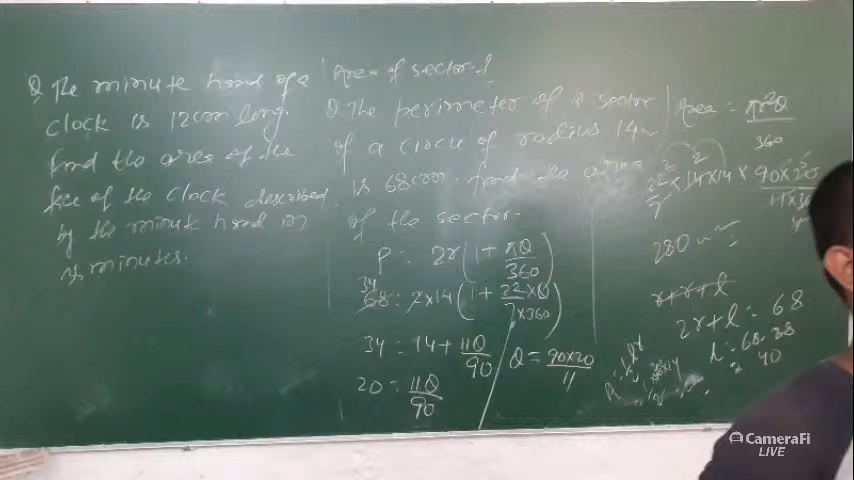 Area of sector
Q The minute hand of a
clock is 12cm long.
find the area of the
face of the clock described
by the minute hand in
minutes.
Q The perimeter of a sector
of a circle of radius 14cm
is 68cm. find the area
of the sector.
P = 2r(1 + πθ/360)
34
68 = 2×14(1 + 22×θ/7×360)
34 = 14 + 11θ/90
20 = 11θ/90
θ = 90×20/11
Area = πr²θ/360
2 2
22/7 × 14 × 14 × 90×20
280
r+r+l
2r+l = 68
l = 68-28
= 40
CameraFi
LIVE